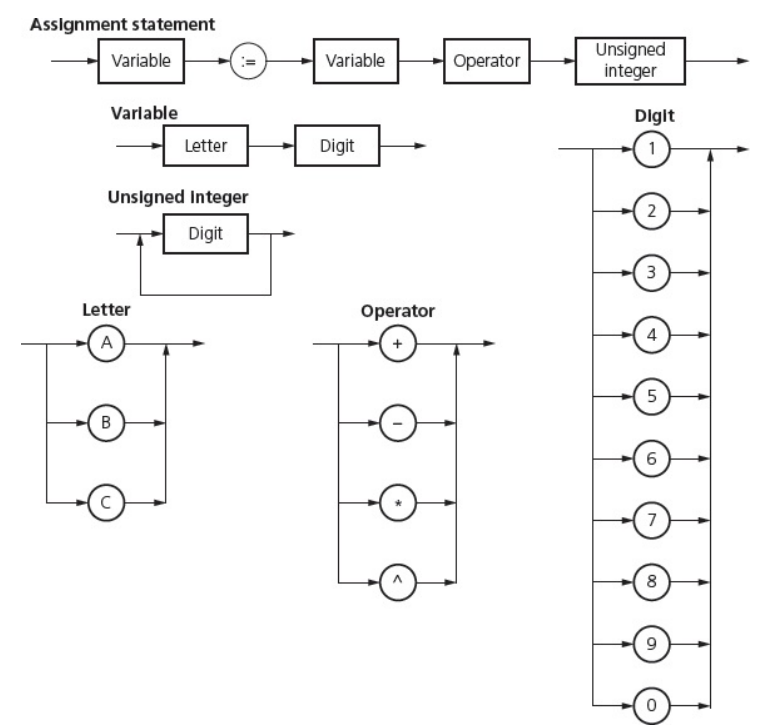 Assignment statement
Variable := Variable Operator Unsigned integer
Variable
Letter Digit
Unsigned integer
Digit
Letter
A
B
C
Operator
+
−
*
^
Digit
1
2
3
4
5
6
7
8
9
0